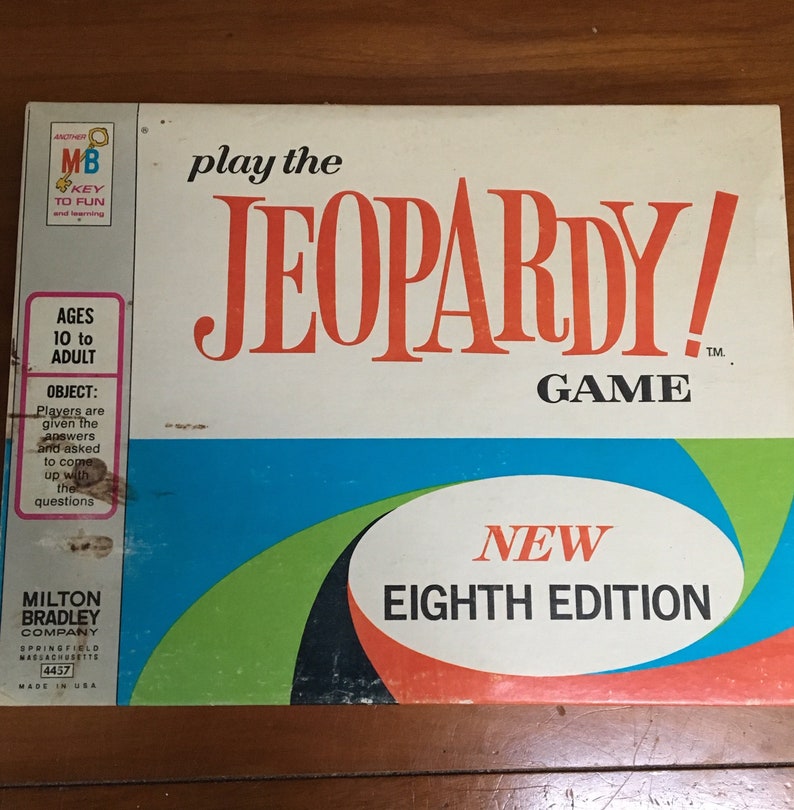 ANOTHER
MB
KEY
TO FUN
and learning
®
play the
JEOPARDY!
T.M.
GAME
AGES
10 to
ADULT
OBJECT:
Players are
given the
answers
and asked
to come
up with
the
questions
NEW
EIGHTH EDITION
MILTON
BRADLEY
COMPANY
SPRINGFIELD
MASSACHUSETTS
4457
MADE IN USA